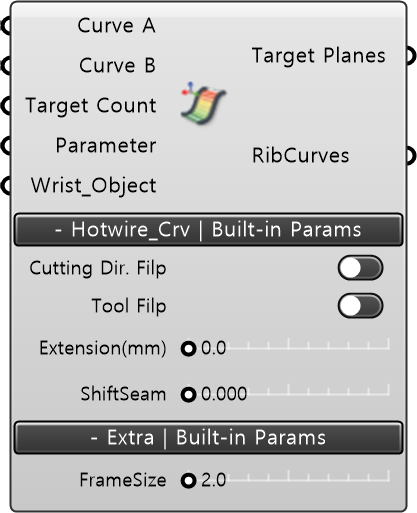 Curve A
Curve B
Target Count
Parameter
Wrist_Object
Target Planes
RibCurves
- Hotwire_Crv | Built-in Params
Cutting Dir. Filp
Tool Filp
Extension(mm) 0.0
ShiftSeam 0.000
- Extra | Built-in Params
FrameSize 2.0